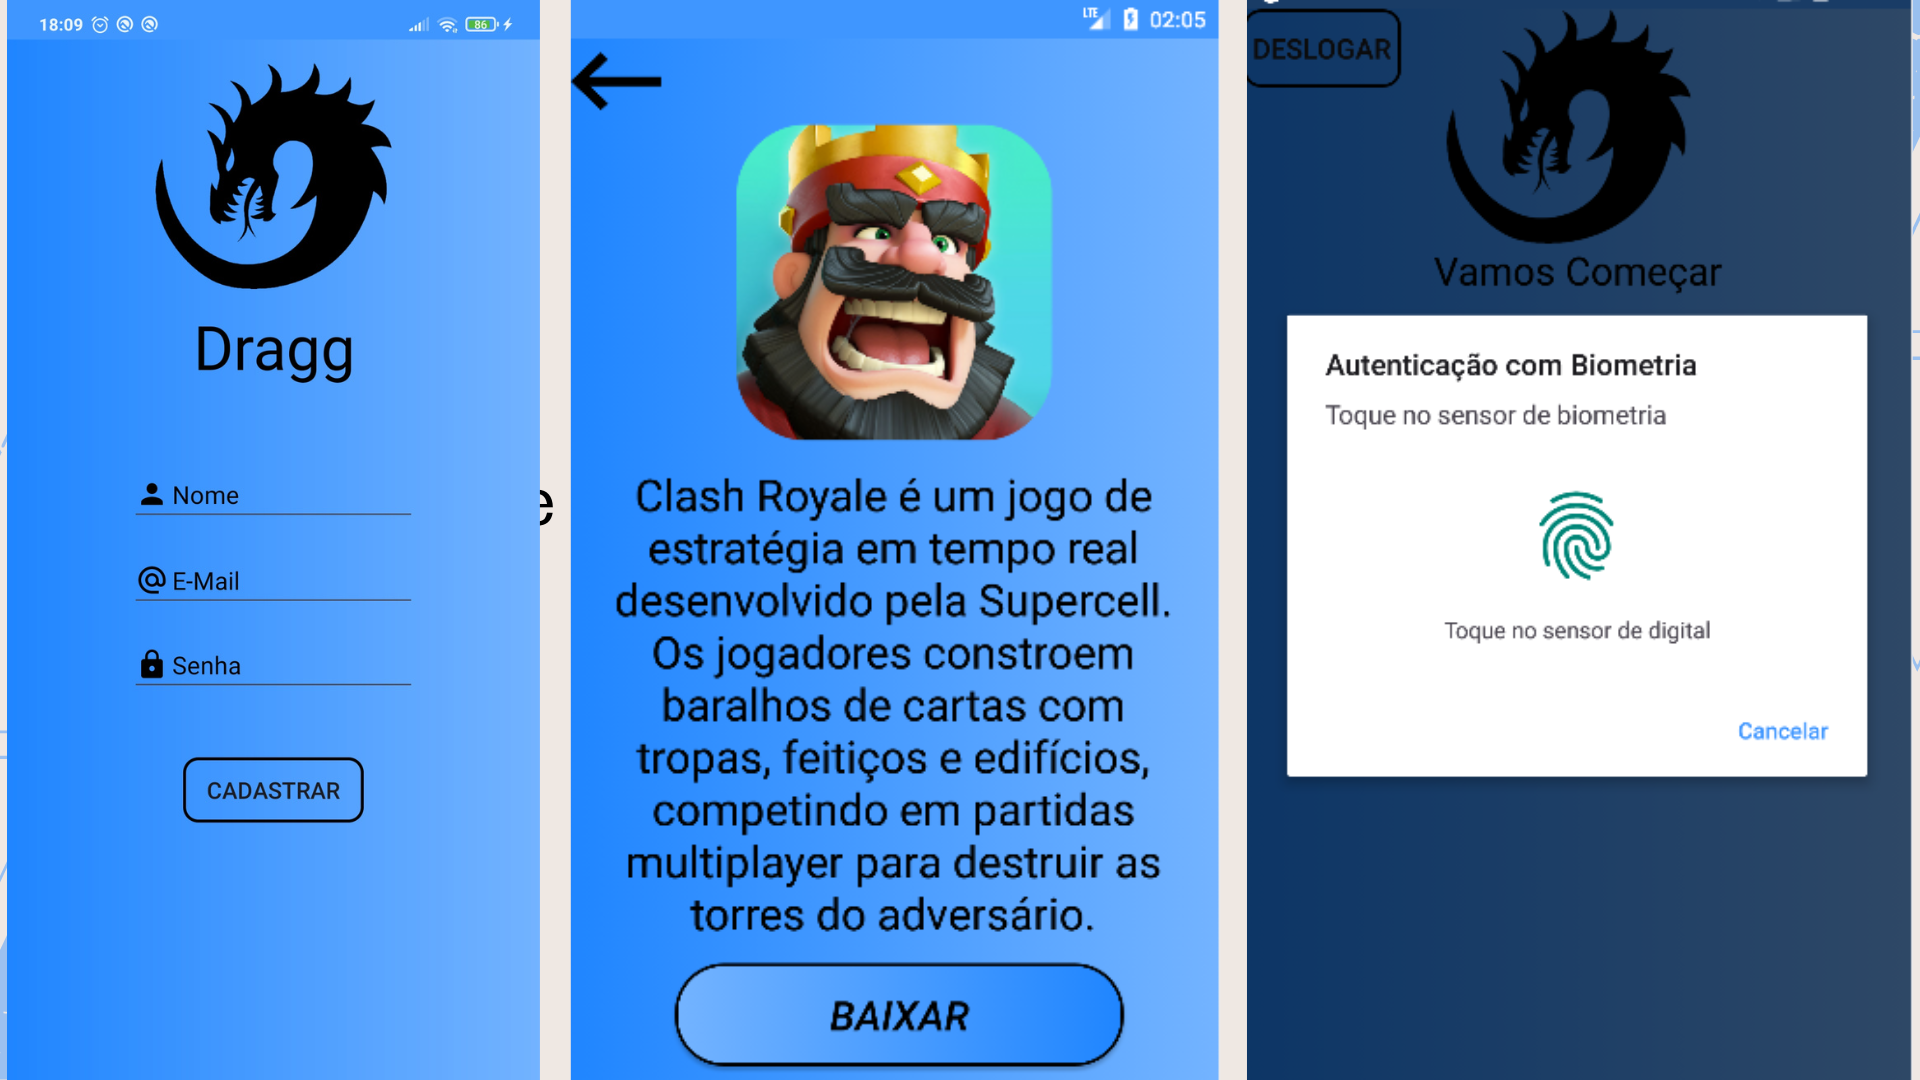 18:09
86
Dragg
Nome
E-Mail
Senha
CADASTRAR
e
LTE
02:05
Clash Royale é um jogo de
estratégia em tempo real
desenvolvido pela Supercell.
Os jogadores constroem
baralhos de cartas com
tropas, feitiços e edifícios,
competindo em partidas
multiplayer para destruir as
torres do adversário.
BAIXAR
DESLOGAR
Vamos Começar
Autenticação com Biometria
Toque no sensor de biometria
Toque no sensor de digital
Cancelar